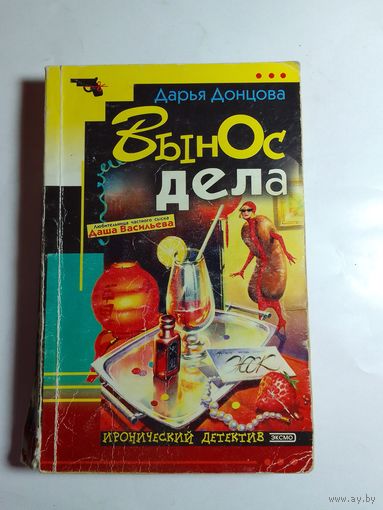 Дарья Донцова
ВынОс
дела
Любительница частного сыска
Даша Васильева
ИРОНИЧЕСКИЙ ДЕТЕКТИВ ЭКСМО
www.ay.by